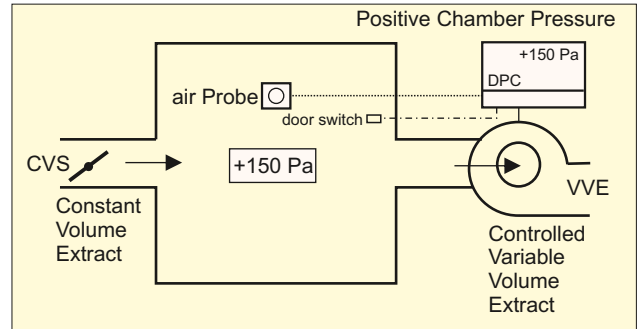 Positive Chamber Pressure
+150 Pa
DPC
air Probe
door switch
CVS
+150 Pa
VVE
Constant
Volume
Extract
Controlled
Variable
Volume
Extract